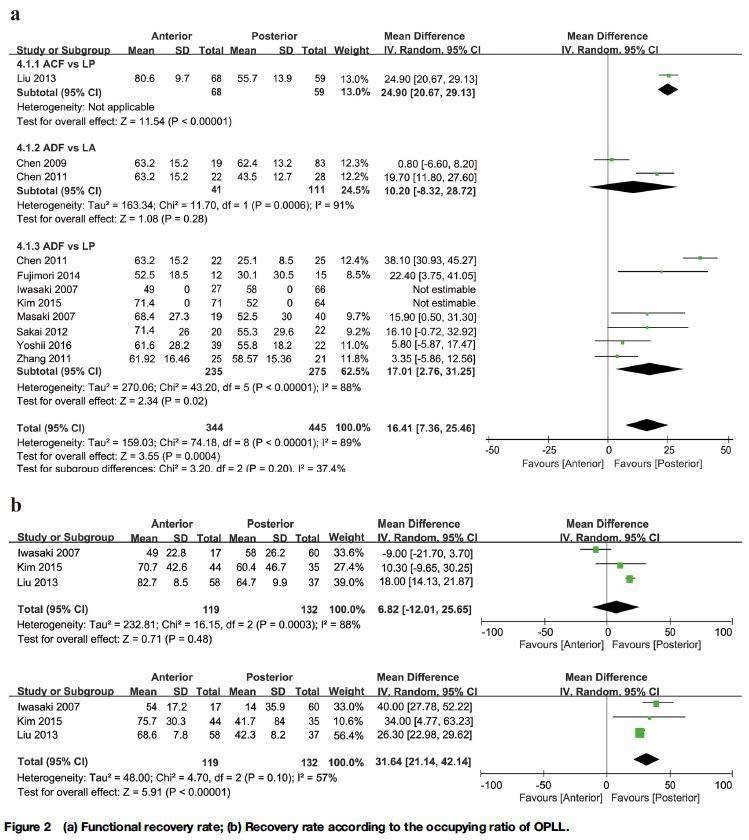 a
Anterior Posterior Mean Difference Mean Difference
Study or Subgroup Mean SD Total Mean SD Total Weight IV, Random, 95% CI IV, Random, 95% CI
4.1.1 ACF vs LP
Liu 2013 80.6 9.7 68 55.7 13.9 59 13.0% 24.90 [20.67, 29.13]
Subtotal (95% CI) 68 59 13.0% 24.90 [20.67, 29.13]
Heterogeneity: Not applicable
Test for overall effect: Z = 11.54 (P < 0.00001)
4.1.2 ADF vs LA
Chen 2009 63.2 15.2 19 62.4 13.2 83 12.3% 0.80 [-6.60, 8.20]
Chen 2011 63.2 15.2 22 43.5 12.7 28 12.2% 19.70 [11.80, 27.60]
Subtotal (95% CI) 41 111 24.5% 10.20 [-8.32, 28.72]
Heterogeneity: Tau² = 163.34; Chi² = 11.70, df = 1 (P = 0.0006); I² = 91%
Test for overall effect: Z = 1.08 (P = 0.28)
4.1.3 ADF vs LP
Chen 2011 63.2 15.2 22 25.1 8.5 25 12.4% 38.10 [30.93, 45.27]
Fujimori 2014 52.5 18.5 12 30.1 30.5 15 8.5% 22.40 [3.75, 41.05]
Iwasaki 2007 49 0 27 58 0 66 Not estimable
Kim 2015 71.4 0 71 52 0 64 Not estimable
Masaki 2007 68.4 27.3 19 52.5 30 40 9.7% 15.90 [0.50, 31.30]
Sakai 2012 71.4 26 20 55.3 29.6 22 9.2% 16.10 [-0.72, 32.92]
Yoshii 2016 61.6 28.2 39 55.8 18.2 22 11.0% 5.80 [-5.87, 17.47]
Zhang 2011 61.92 16.46 25 58.57 15.36 21 11.8% 3.35 [-5.86, 12.56]
Subtotal (95% CI) 235 275 62.5% 17.01 [2.76, 31.25]
Heterogeneity: Tau² = 270.06; Chi² = 43.20, df = 5 (P < 0.00001); I² = 88%
Test for overall effect: Z = 2.34 (P = 0.02)
Total (95% CI) 344 445 100.0% 16.41 [7.36, 25.46]
Heterogeneity: Tau² = 159.03; Chi² = 74.18, df = 8 (P < 0.00001); I² = 89%
Test for overall effect: Z = 3.55 (P = 0.0004)
Test for subgroup differences: Chi² = 3.20, df = 2 (P = 0.20), I² = 37.4%
-50 -25 0 25 50
Favours [Anterior] Favours [Posterior]
b
Anterior Posterior Mean Difference Mean Difference
Study or Subgroup Mean SD Total Mean SD Total Weight IV, Random, 95% CI IV, Random, 95% CI
Iwasaki 2007 49 22.8 17 58 26.2 60 33.6% -9.00 [-21.70, 3.70]
Kim 2015 70.7 42.6 44 60.4 46.7 35 27.4% 10.30 [-9.65, 30.25]
Liu 2013 82.7 8.5 58 64.7 9.9 37 39.0% 18.00 [14.13, 21.87]
Total (95% CI) 119 132 100.0% 6.82 [-12.01, 25.65]
Heterogeneity: Tau² = 232.81; Chi² = 16.15, df = 2 (P = 0.0003); I² = 88%
Test for overall effect: Z = 0.71 (P = 0.48)
-100 -50 0 50 100
Favours [Anterior] Favours [Posterior]
Anterior Posterior Mean Difference Mean Difference
Study or Subgroup Mean SD Total Mean SD Total Weight IV, Random, 95% CI IV, Random, 95% CI
Iwasaki 2007 54 17.2 17 14 35.9 60 33.0% 40.00 [27.78, 52.22]
Kim 2015 75.7 30.3 44 41.7 84 35 10.6% 34.00 [4.77, 63.23]
Liu 2013 68.6 7.8 58 42.3 8.2 37 56.4% 26.30 [22.98, 29.62]
Total (95% CI) 119 132 100.0% 31.64 [21.14, 42.14]
Heterogeneity: Tau² = 48.00; Chi² = 4.70, df = 2 (P = 0.10); I² = 57%
Test for overall effect: Z = 5.91 (P < 0.00001)
-100 -50 0 50 100
Favours [Anterior] Favours [Posterior]
Figure 2 (a) Functional recovery rate; (b) Recovery rate according to the occupying ratio of OPLL.